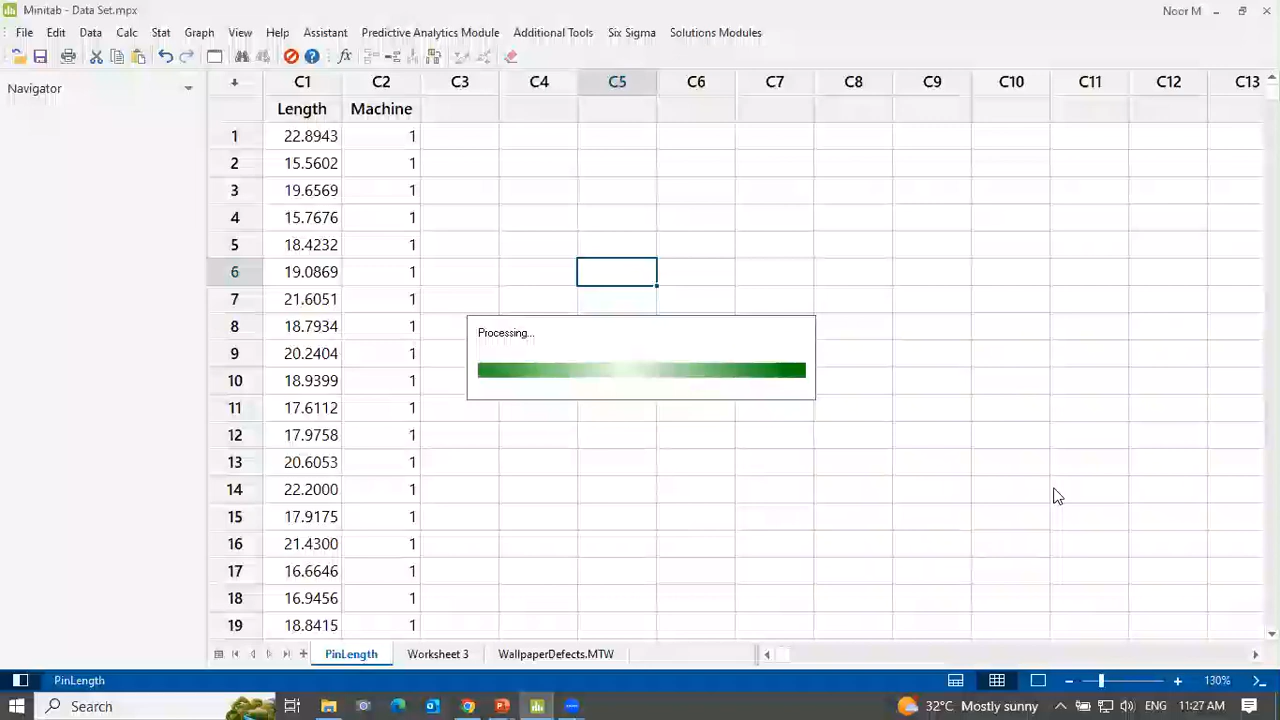 Minitab - Data Set.mpx
Noor M
File Edit Data Calc Stat Graph View Help Assistant Predictive Analytics Module Additional Tools Six Sigma Solutions Modules
Navigator
C1 C2 C3 C4 C5 C6 C7 C8 C9 C10 C11 C12 C13
Length Machine
1 22.8943 1
2 15.5602 1
3 19.6569 1
4 15.7676 1
5 18.4232 1
6 19.0869 1
7 21.6051 1
8 18.7934 1
9 20.2404 1
10 18.9399 1
11 17.6112 1
12 17.9758 1
13 20.6053 1
14 22.2000 1
15 17.9175 1
16 21.4300 1
17 16.6646 1
18 16.9456 1
19 18.8415 1
Processing...
PinLength Worksheet 3 WallpaperDefects.MTW
PinLength
130%
Search
32°C Mostly sunny
ENG
11:27 AM